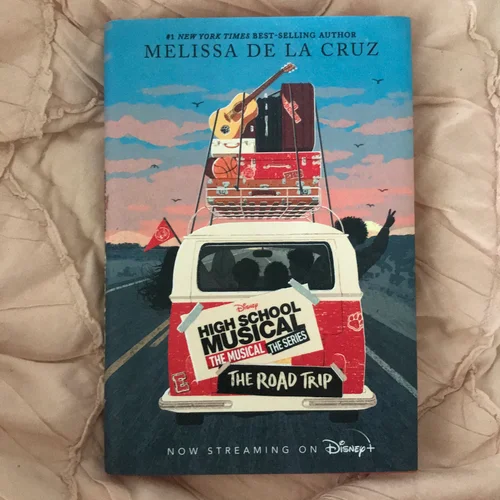 #1 NEW YORK TIMES BEST-SELLING AUTHOR
MELISSA DE LA CRUZ
Disney
HIGH SCHOOL
MUSICAL
THE MUSICAL THE SERIES
THE ROAD TRIP
E
NOW STREAMING ON Disney+